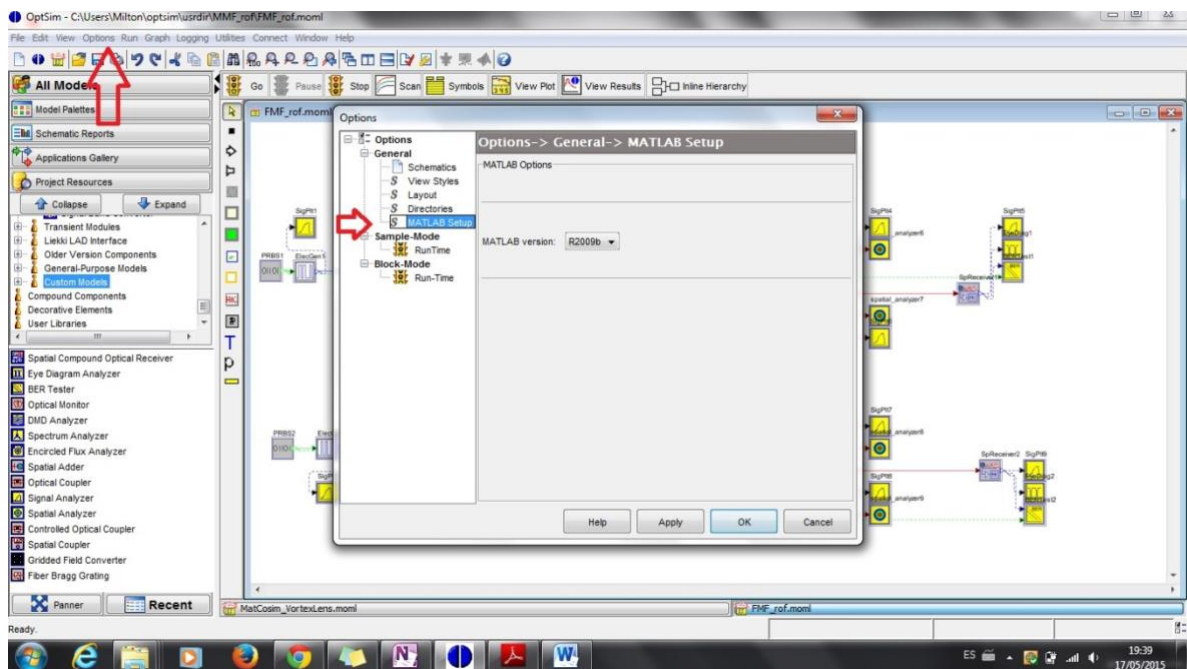 OptSim - C:\Users\Milton\optsim\usrdir\MMF_rof\FMF_rof.moml
File Edit View Options Run Graph Logging Utilities Connect Window Help
All Models
Go Pause Stop Scan Symbols View Plot View Results Inline Hierarchy
Model Palettes
Schematic Reports
Applications Gallery
Project Resources
Collapse Expand
Transient Modules
Liekki LAD Interface
Older Version Components
General-Purpose Models
Custom Models
Compound Components
Decorative Elements
User Libraries
Spatial Compound Optical Receiver
Eye Diagram Analyzer
BER Tester
Optical Monitor
DMD Analyzer
Spectrum Analyzer
Encircled Flux Analyzer
Spatial Adder
Optical Coupler
Signal Analyzer
Spatial Analyzer
Controlled Optical Coupler
Spatial Coupler
Gridded Field Converter
Fiber Bragg Grating
Panner Recent
FMF_rof.moml
SigPlt1
PRBS1 ElecGen1
PRBS2
Options
Options
General
Schematics
View Styles
Layout
Directories
MATLAB Setup
Sample-Mode
RunTime
Block-Mode
Run-Time
Options-> General-> MATLAB Setup
MATLAB Options
MATLAB version: R2009b
Help Apply OK Cancel
SpReceiver2
MatCosim_VortexLens.moml FMF_rof.moml
Ready.
ES 19:39
17/05/2015